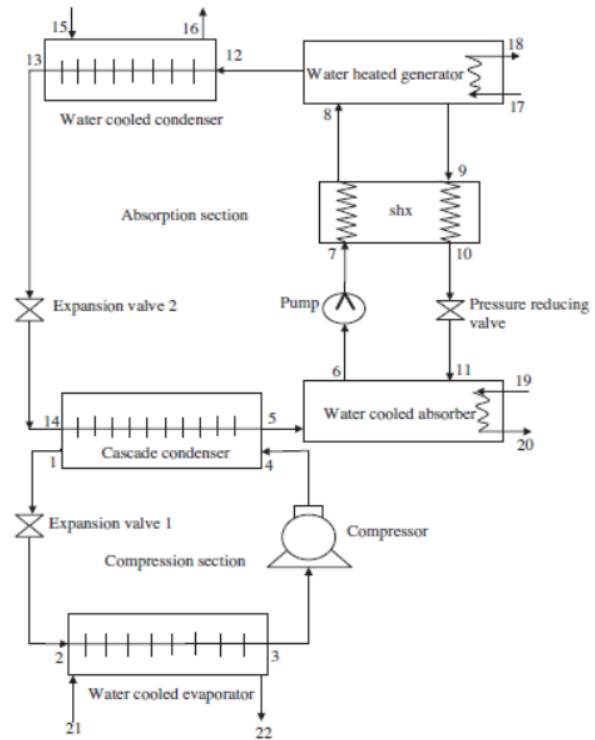 15
16
18
13
12
Water heated generator
17
Water cooled condenser
8
9
Absorption section
shx
7
10
Expansion valve 2
Pump
Pressure reducing
valve
6
11
19
14
5
Water cooled absorber
Cascade condenser
20
1
4
Expansion valve 1
Compressor
Compression section
2
3
Water cooled evaporator
21
22